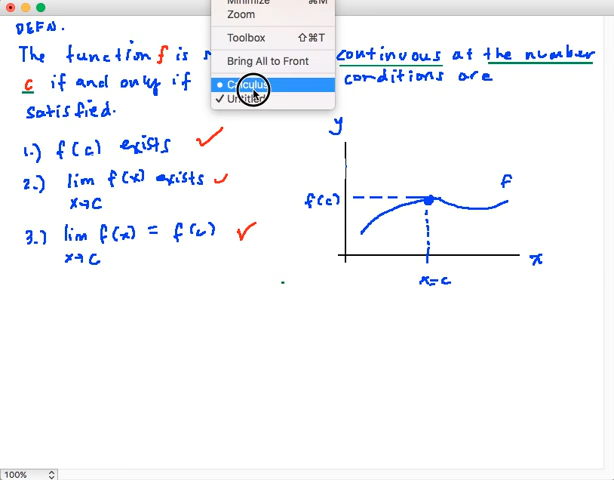 DEFN.
Minimize ⌘M
Zoom
Toolbox ⇧⌘T
Bring All to Front
Calculus
✓ Untitled
The function f is continuous at the number
c if and only if conditions are
satisfied.
1.) f(c) exists ✓
2.) lim f(x) exists ✓
x→c
3.) lim f(x) = f(c) ✓
x→c
y
f
f(c)
x
x=c
100%